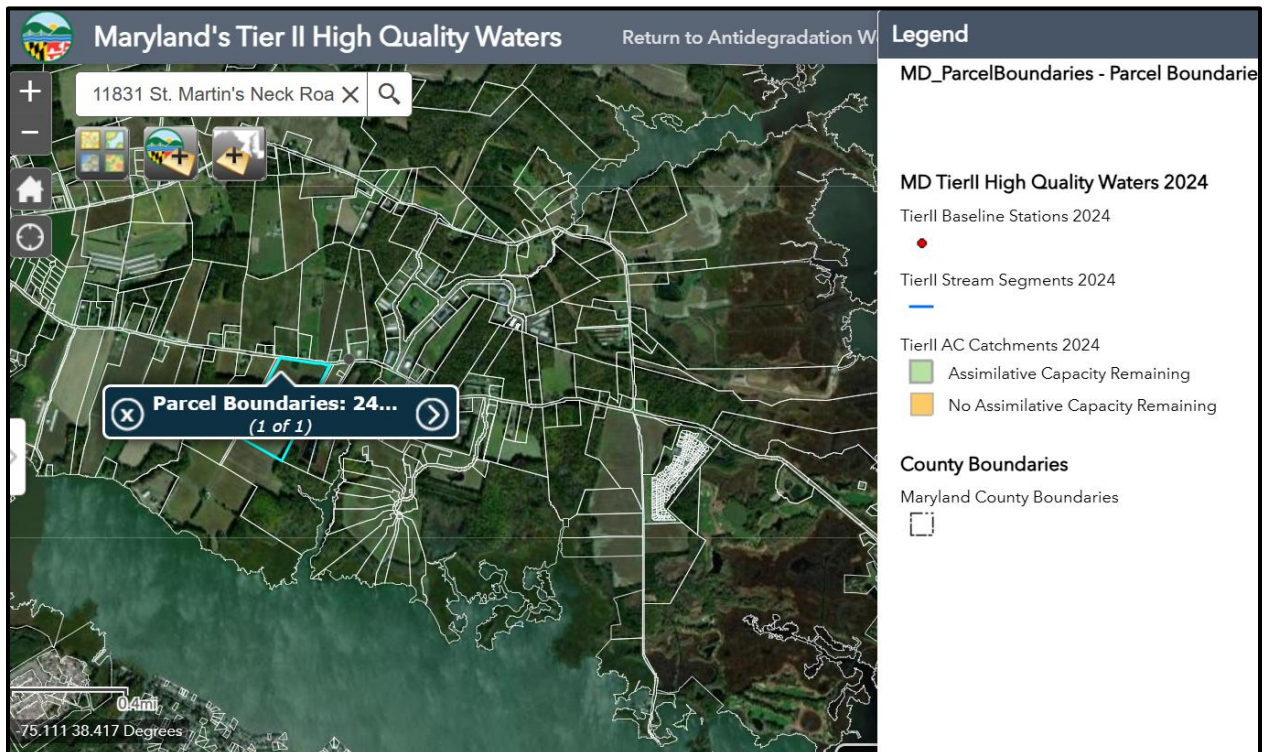 Maryland's Tier II High Quality Waters
Return to Antidegradation W
11831 St. Martin's Neck Roa
Parcel Boundaries: 24...
(1 of 1)
0.4mi
-75.111 38.417 Degrees
Legend
MD_ParcelBoundaries - Parcel Boundarie
MD TierII High Quality Waters 2024
TierII Baseline Stations 2024
TierII Stream Segments 2024
TierII AC Catchments 2024
Assimilative Capacity Remaining
No Assimilative Capacity Remaining
County Boundaries
Maryland County Boundaries